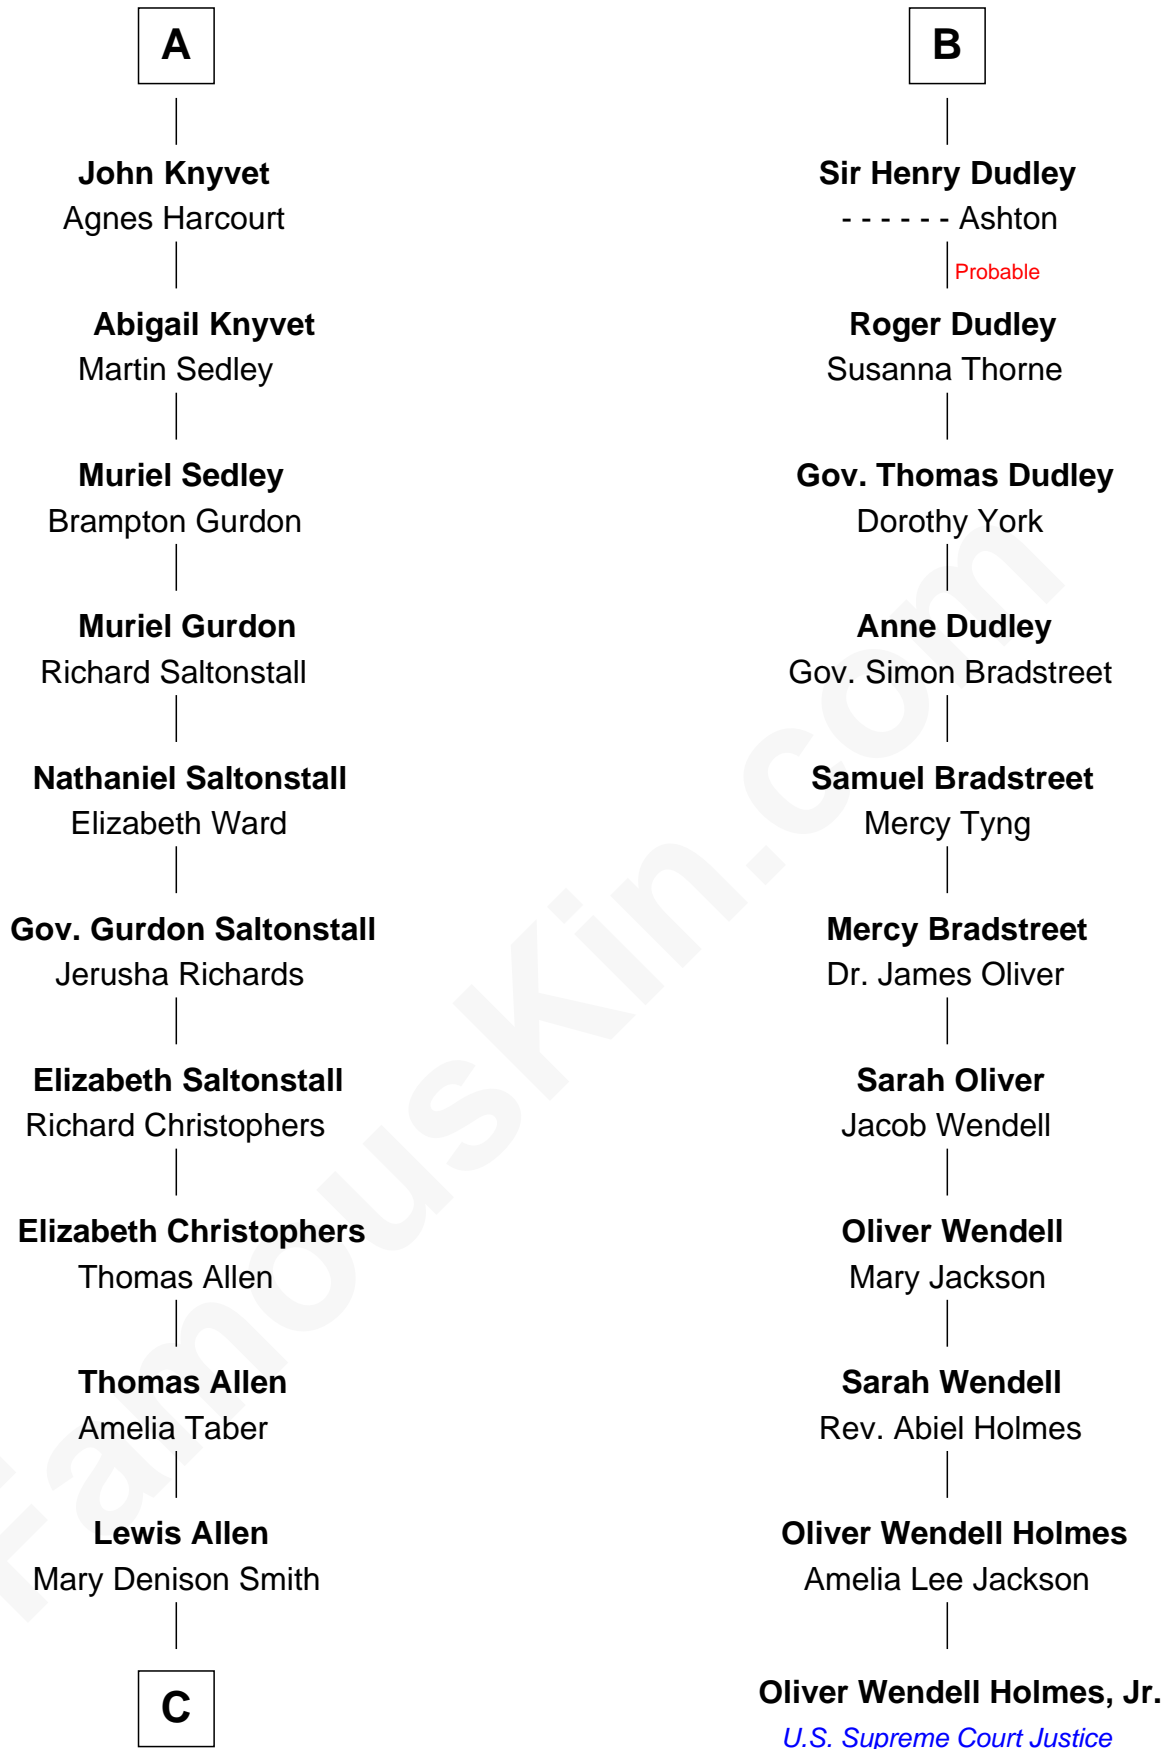 A
John Knyvet
Agnes Harcourt
Abigail Knyvet
Martin Sedley
Muriel Sedley
Brampton Gurdon
Muriel Gurdon
Richard Saltonstall
Nathaniel Saltonstall
Elizabeth Ward
Gov. Gurdon Saltonstall
Jerusha Richards
Elizabeth Saltonstall
Richard Christophers
Elizabeth Christophers
Thomas Allen
Thomas Allen
Amelia Taber
Lewis Allen
Mary Denison Smith
C
B
Sir Henry Dudley
- - - - - - Ashton
Probable
Roger Dudley
Susanna Thorne
Gov. Thomas Dudley
Dorothy York
Anne Dudley
Gov. Simon Bradstreet
Samuel Bradstreet
Mercy Tyng
Mercy Bradstreet
Dr. James Oliver
Sarah Oliver
Jacob Wendell
Oliver Wendell
Mary Jackson
Sarah Wendell
Rev. Abiel Holmes
Oliver Wendell Holmes
Amelia Lee Jackson
Oliver Wendell Holmes, Jr.
U.S. Supreme Court Justice
FamousKin.com